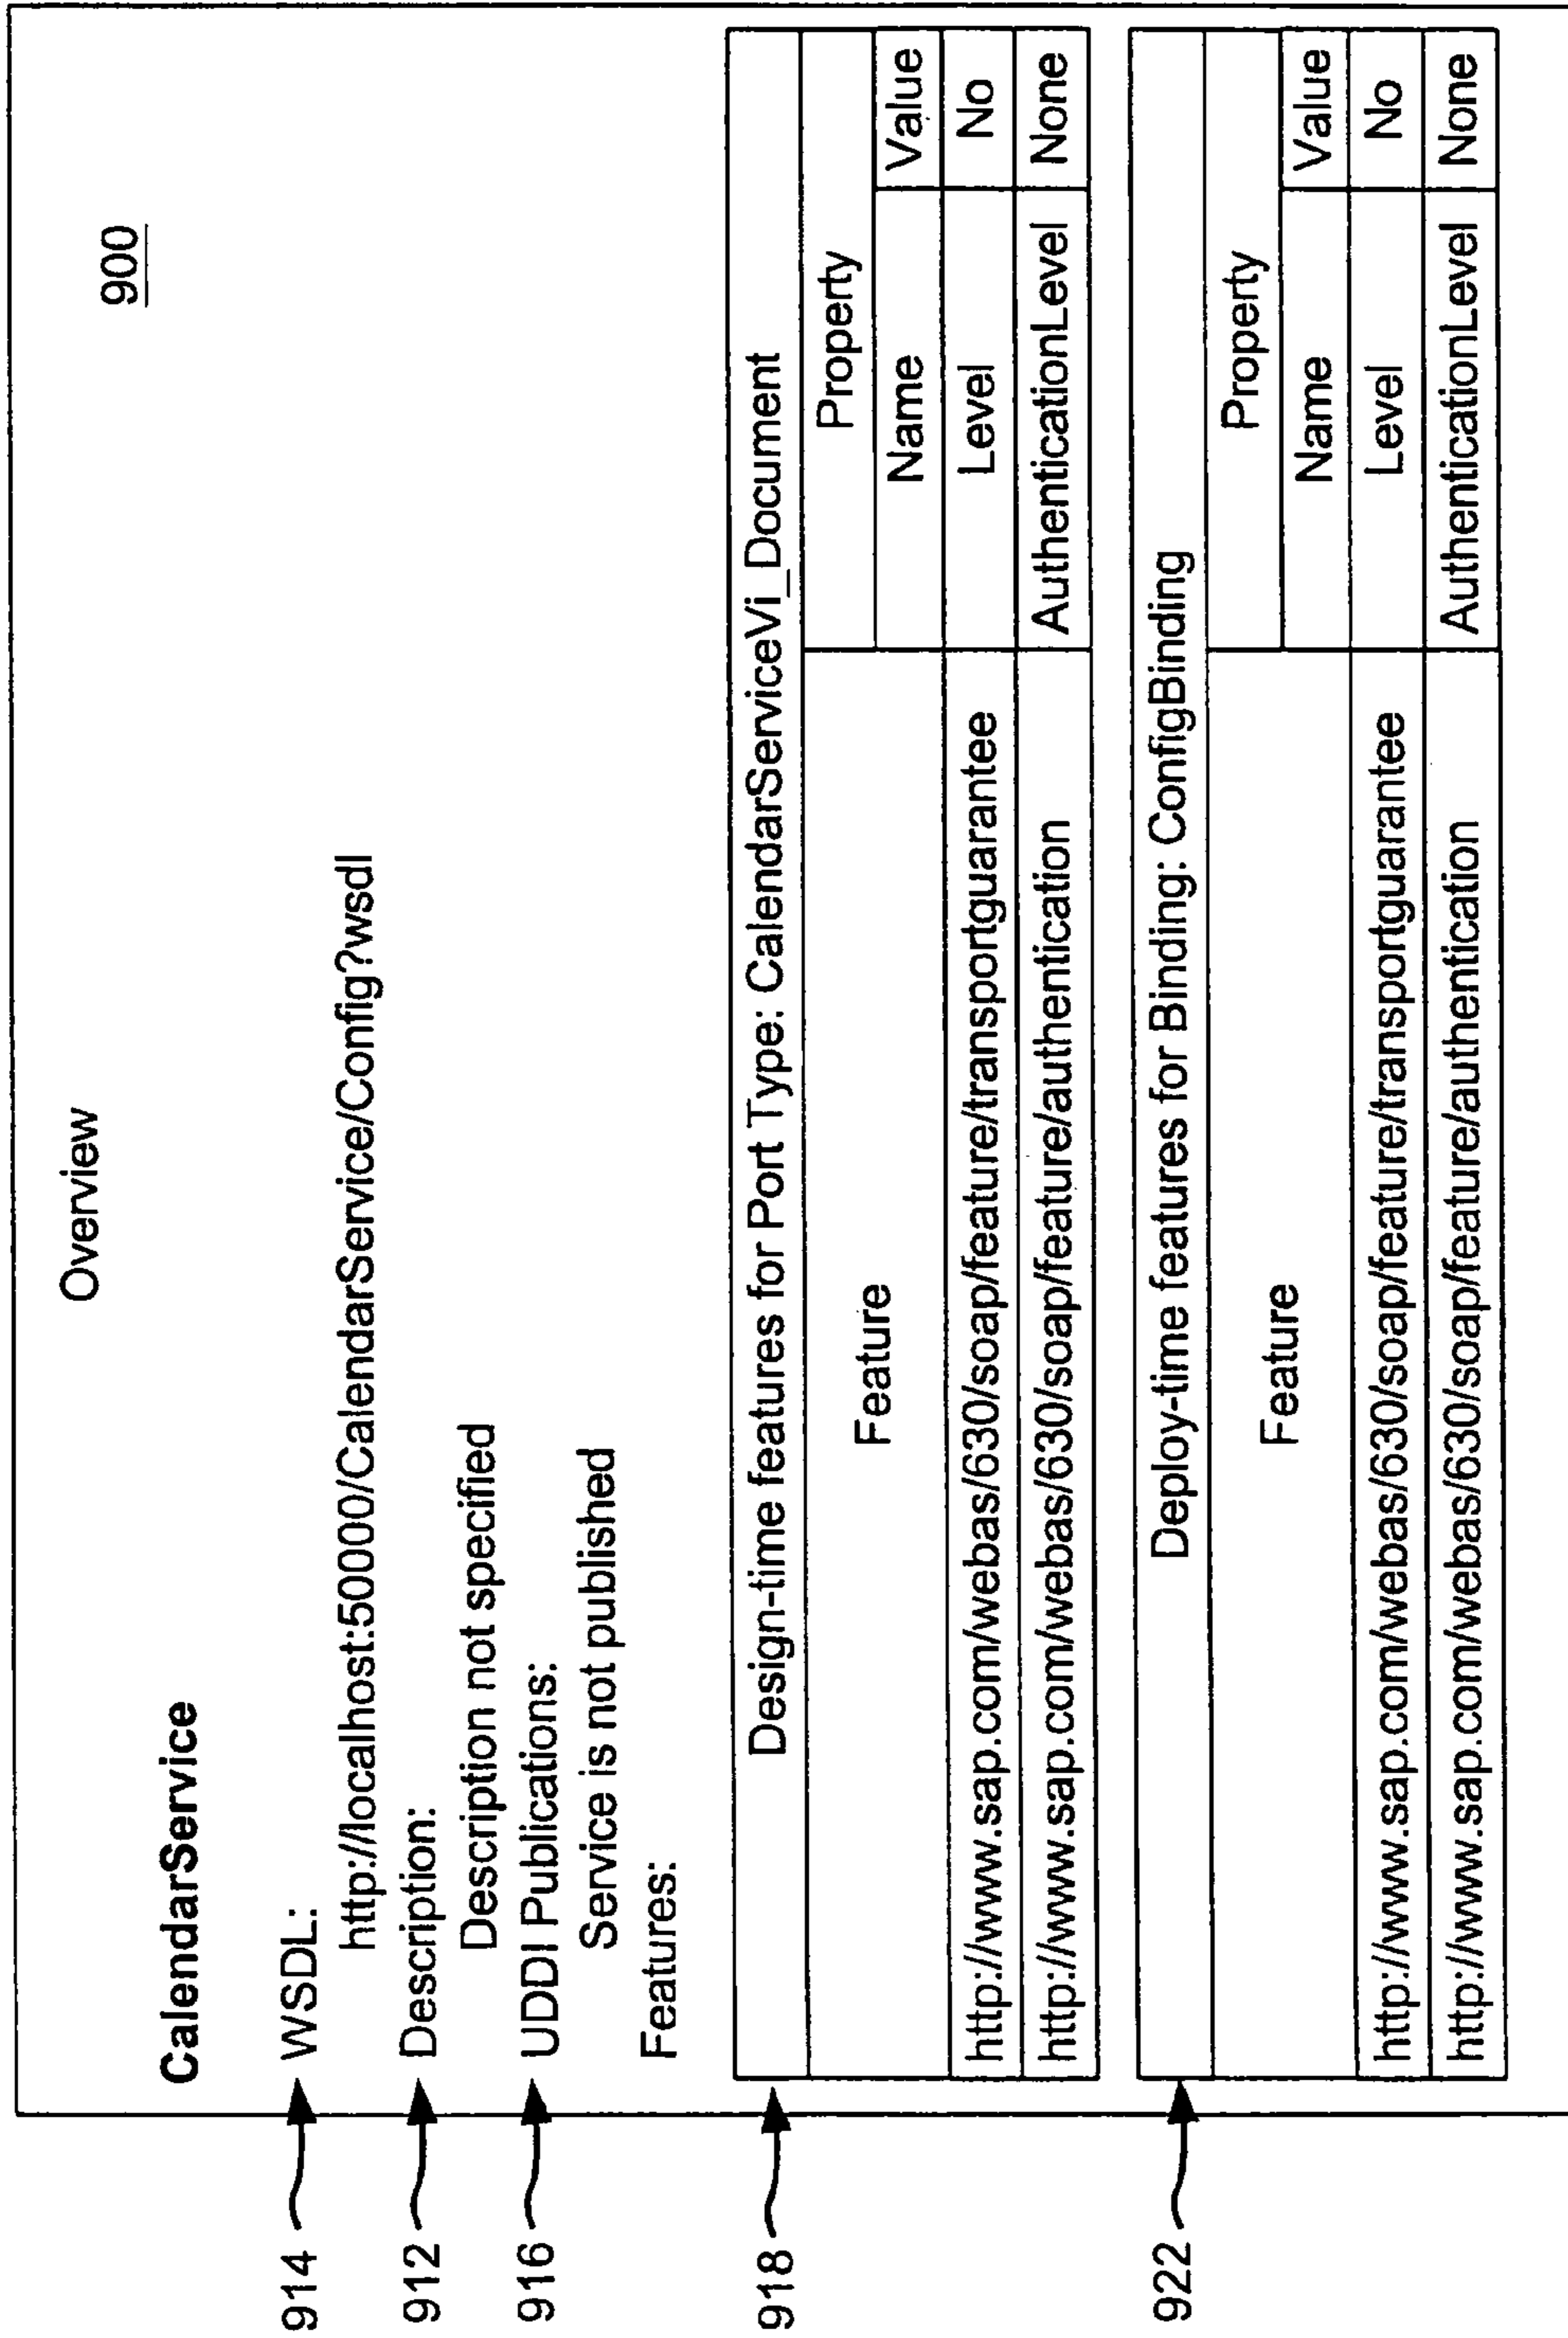 Overview
900
CalendarService
914
WSDL:
http://localhost:50000/CalendarService/Config?wsdl
912
Description:
Description not specified
916
UDDI Publications:
Service is not published
Features:
918
Design-time features for Port Type: CalendarServiceVi_Document
Feature
Property
Name
Value
http://www.sap.com/webas/630/soap/feature/transportguarantee
Level
No
http://www.sap.com/webas/630/soap/feature/authentication
AuthenticationLevel
None
922
Deploy-time features for Binding: ConfigBinding
Feature
Property
Name
Value
http://www.sap.com/webas/630/soap/feature/transportguarantee
Level
No
http://www.sap.com/webas/630/soap/feature/authentication
AuthenticationLevel
None